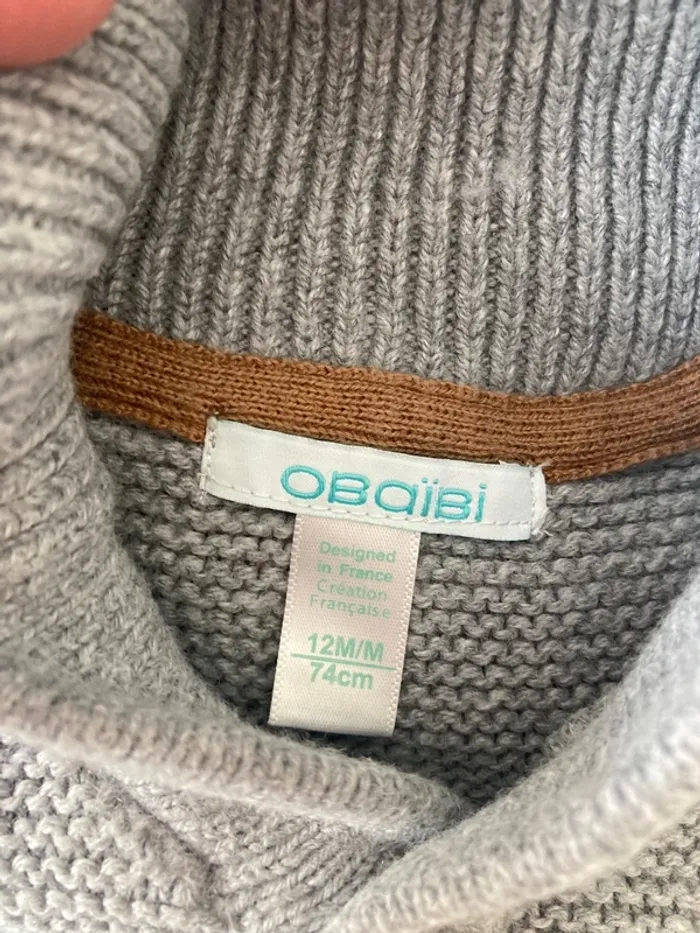 OBaïBi
Designed
in France
Création
Française
12M/M
74cm